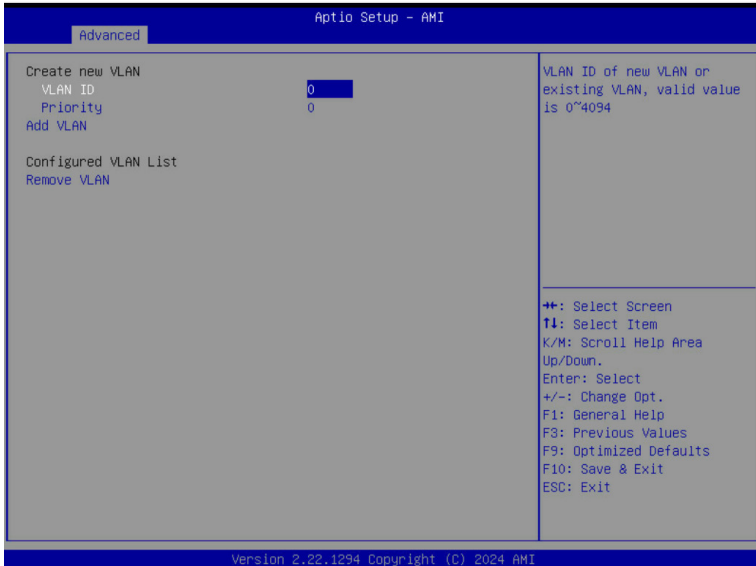 Aptio Setup - AMI
Advanced
Create new VLAN
VLAN ID 0
Priority 0
Add VLAN
Configured VLAN List
Remove VLAN
VLAN ID of new VLAN or
existing VLAN, valid value
is 0~4094
→←: Select Screen
↑↓: Select Item
K/M: Scroll Help Area
Up/Down.
Enter: Select
+/-: Change Opt.
F1: General Help
F3: Previous Values
F9: Optimized Defaults
F10: Save & Exit
ESC: Exit
Version 2.22.1294 Copyright (C) 2024 AMI